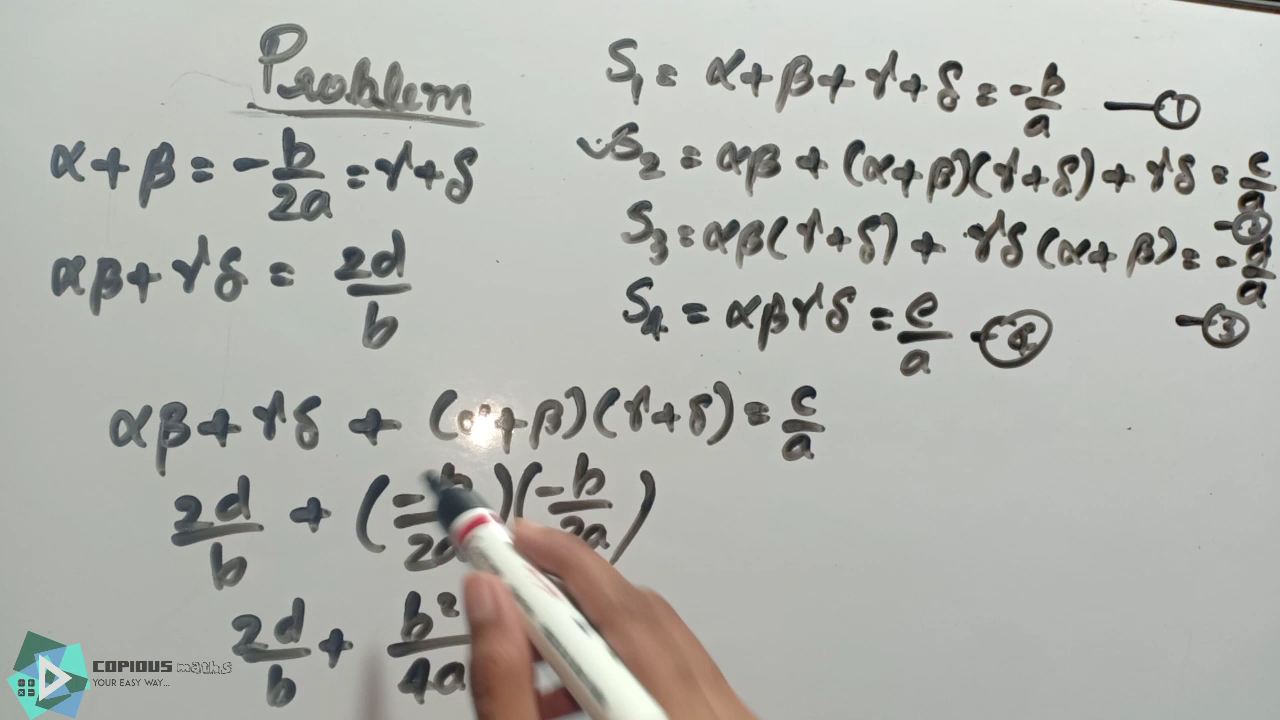 Problem
α+β = -b/2a = γ+δ
αβ+γδ = 2d/b
S1 = α+β+γ+δ = -b/a — ①
S2 = αβ + (α+β)(γ+δ) + γδ = c/a
S3 = αβ(γ+δ) + γδ(α+β) = -d/a
— ③
S4 = αβγδ = e/a — ④
αβ+γδ + (α+β)(γ+δ) = c/a
2d/b + (-b/2a)(-b/2a)
2d/b + b²/4a
COPIOUS maths
YOUR EASY WAY...